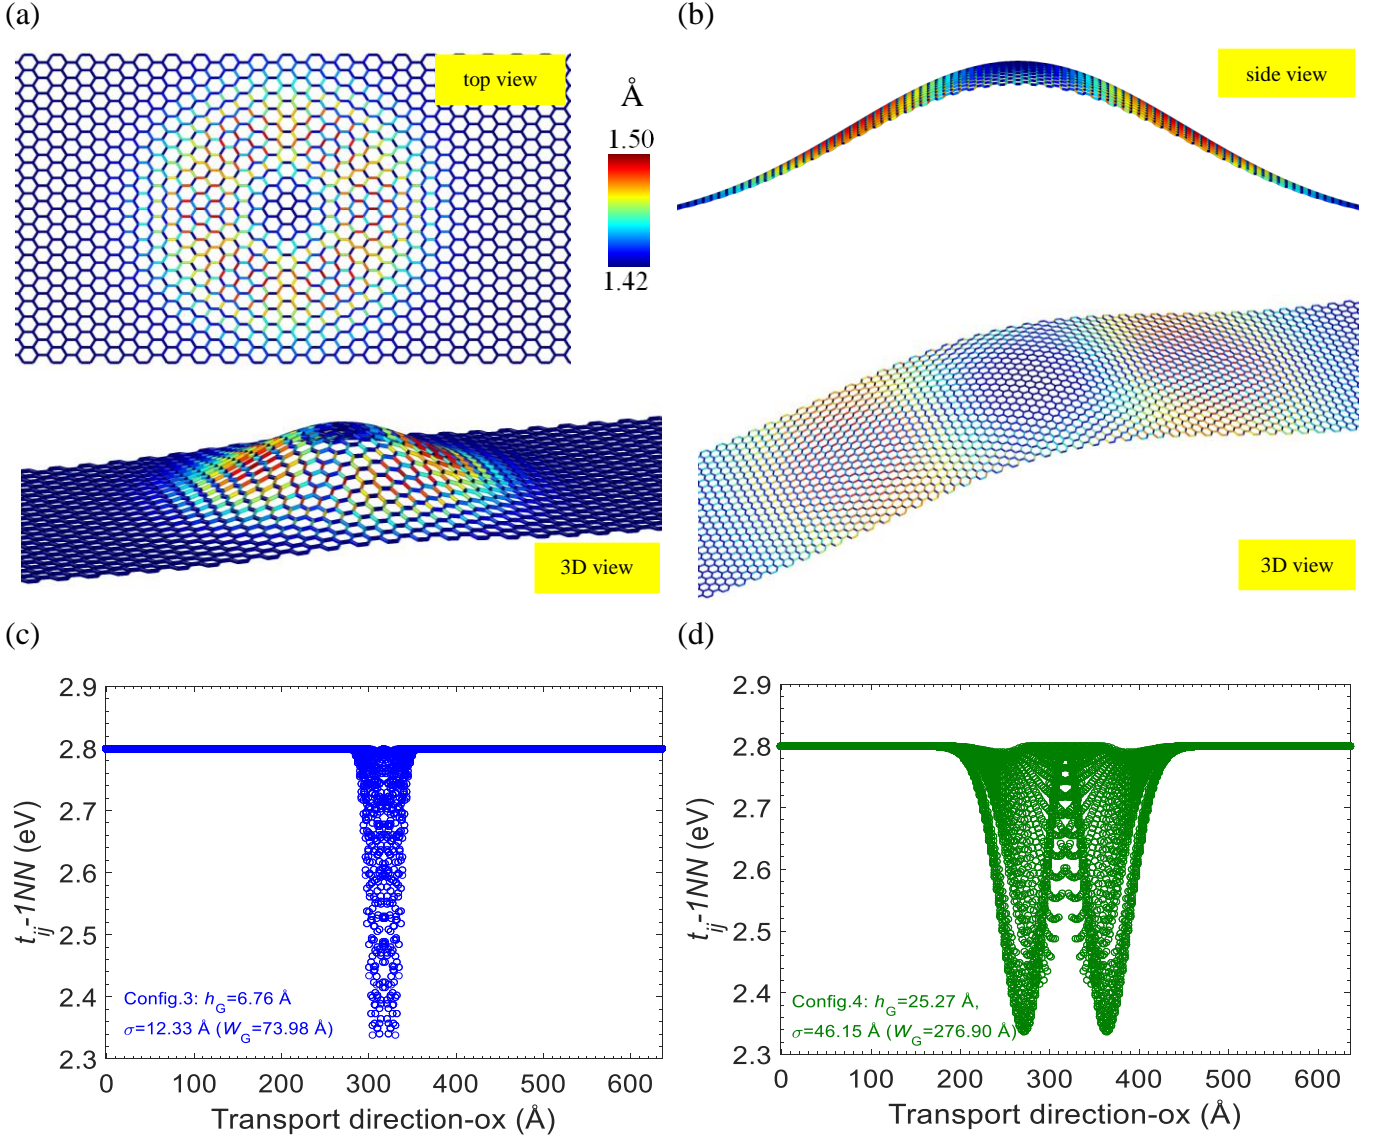 (a)
(b)
top view
side view
Å
1.50
1.42
3D view
3D view
(c)
(d)
2.9
2.8
2.7
2.6
2.5
2.4
2.3
t_ij-1NN (eV)
Config.3: h_G=6.76 Å
σ=12.33 Å (W_G=73.98 Å)
0 100 200 300 400 500 600
Transport direction-ox (Å)
2.9
2.8
2.7
2.6
2.5
2.4
2.3
t_ij-1NN (eV)
Config.4: h_G=25.27 Å,
σ=46.15 Å (W_G=276.90 Å)
0 100 200 300 400 500 600
Transport direction-ox (Å)